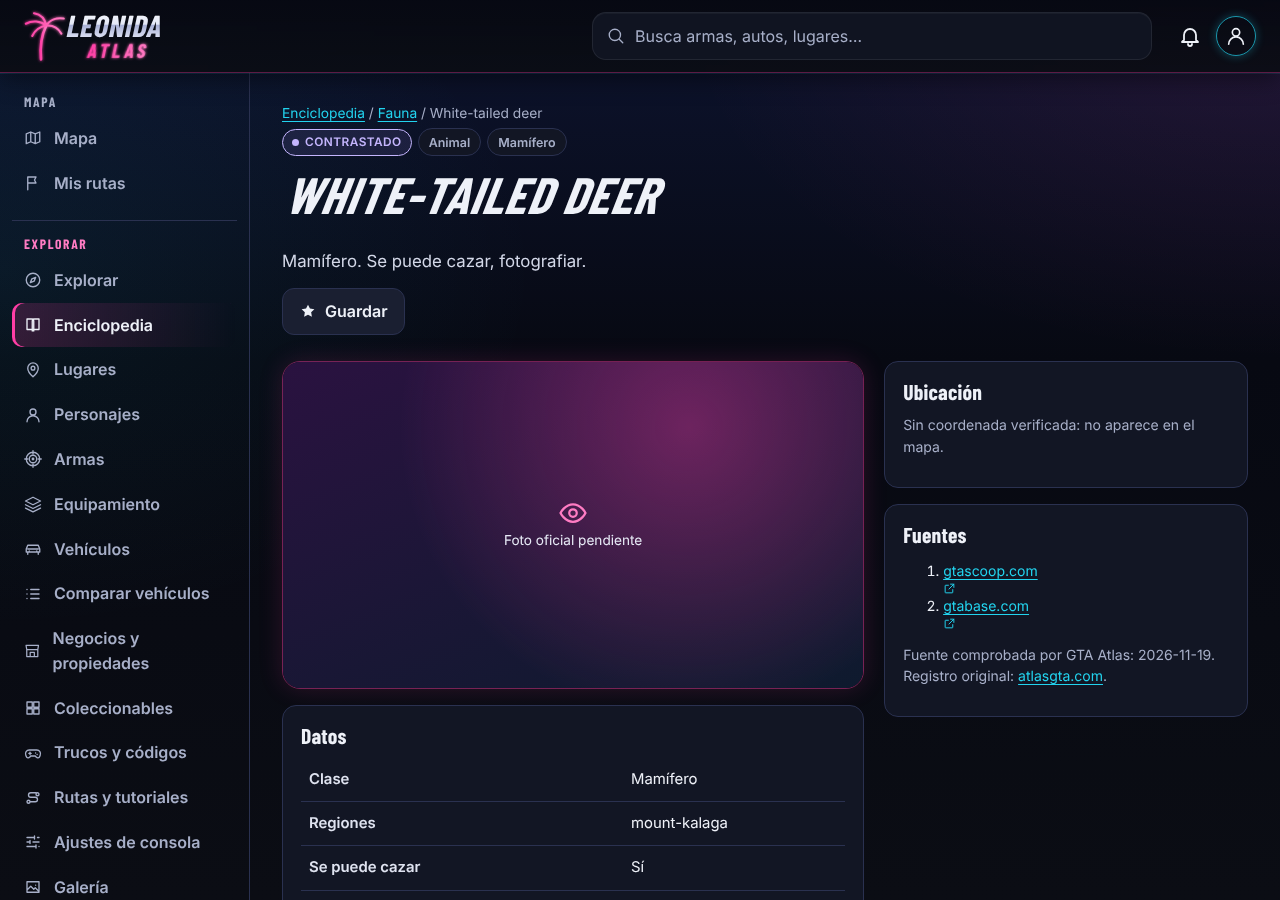 LEONIDA
ATLAS
Busca armas, autos, lugares...
MAPA
Mapa
Mis rutas
EXPLORAR
Explorar
Enciclopedia
Lugares
Personajes
Armas
Equipamiento
Vehículos
Comparar vehículos
Negocios y
propiedades
Coleccionables
Trucos y códigos
Rutas y tutoriales
Ajustes de consola
Galería
Enciclopedia / Fauna / White-tailed deer
CONTRASTADO Animal Mamífero
WHITE-TAILED DEER
Mamífero. Se puede cazar, fotografiar.
Guardar
Foto oficial pendiente
Datos
Clase Mamífero
Regiones mount-kalaga
Se puede cazar Sí
Ubicación
Sin coordenada verificada: no aparece en el
mapa.
Fuentes
1. gtascoop.com
2. gtabase.com
Fuente comprobada por GTA Atlas: 2026-11-19.
Registro original: atlasgta.com.